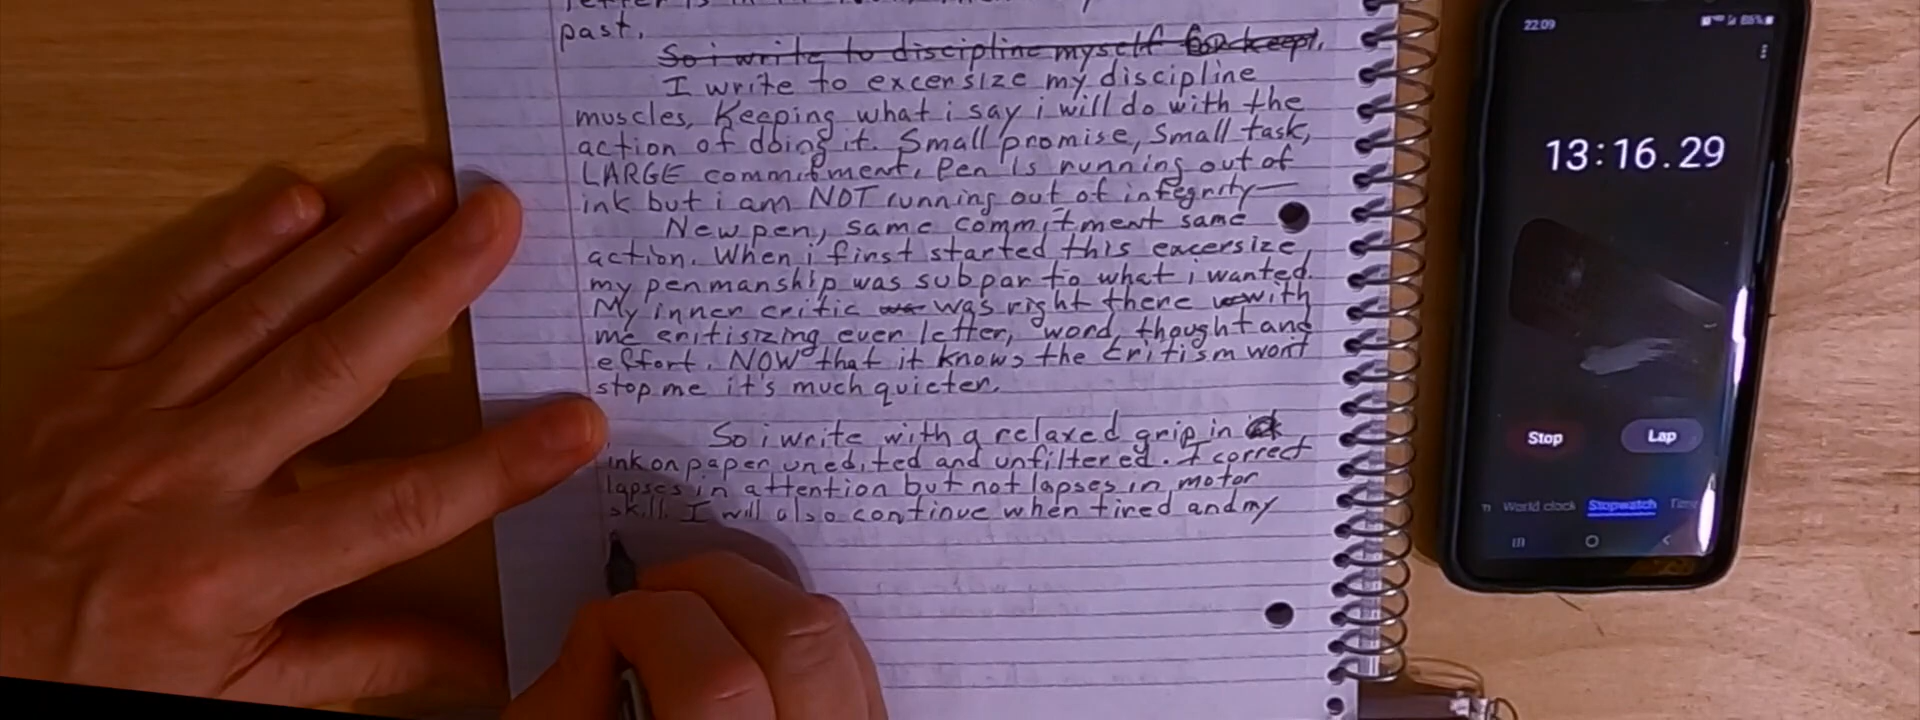 past.
So i write to discipline myself
I write to excersize my discipline
muscles, Keeping what i say i will do with the
action of doing it. Small promise, Small task,
LARGE commitment, Pen is running out of
ink but i am NOT running out of integrity—
New pen, same commitment same
action. When i first started this excersize,
my penmanship was subpar to what i wanted.
My inner critic was right there with
me critisizing ever letter, word, thought and
effort. NOW that it knows the critism won't
stop me it's much quieter.
So i write with a relaxed grip in
ink on paper unedited and unfiltered. I correct
lapses in attention but not lapses in motor
skill. I will also continue when tired and my
22:09
13:16.29
Stop Lap
World clock Stopwatch